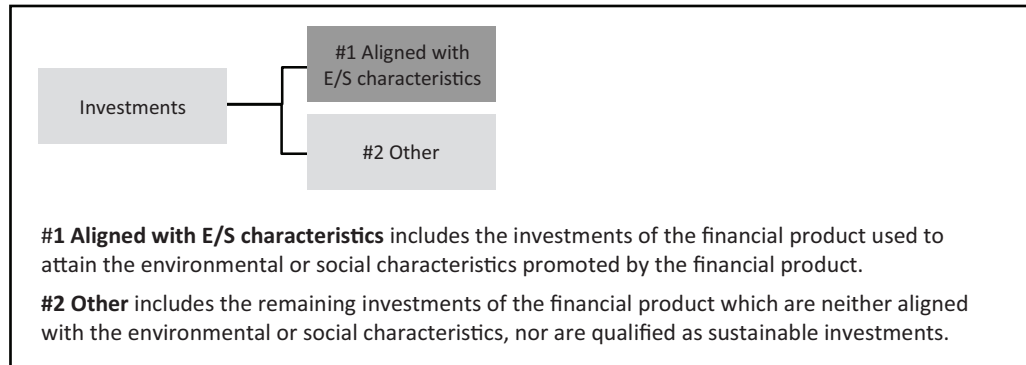 #1 Aligned with
E/S characteristics
Investments
#2 Other
#1 Aligned with E/S characteristics includes the investments of the financial product used to
attain the environmental or social characteristics promoted by the financial product.
#2 Other includes the remaining investments of the financial product which are neither aligned
with the environmental or social characteristics, nor are qualified as sustainable investments.